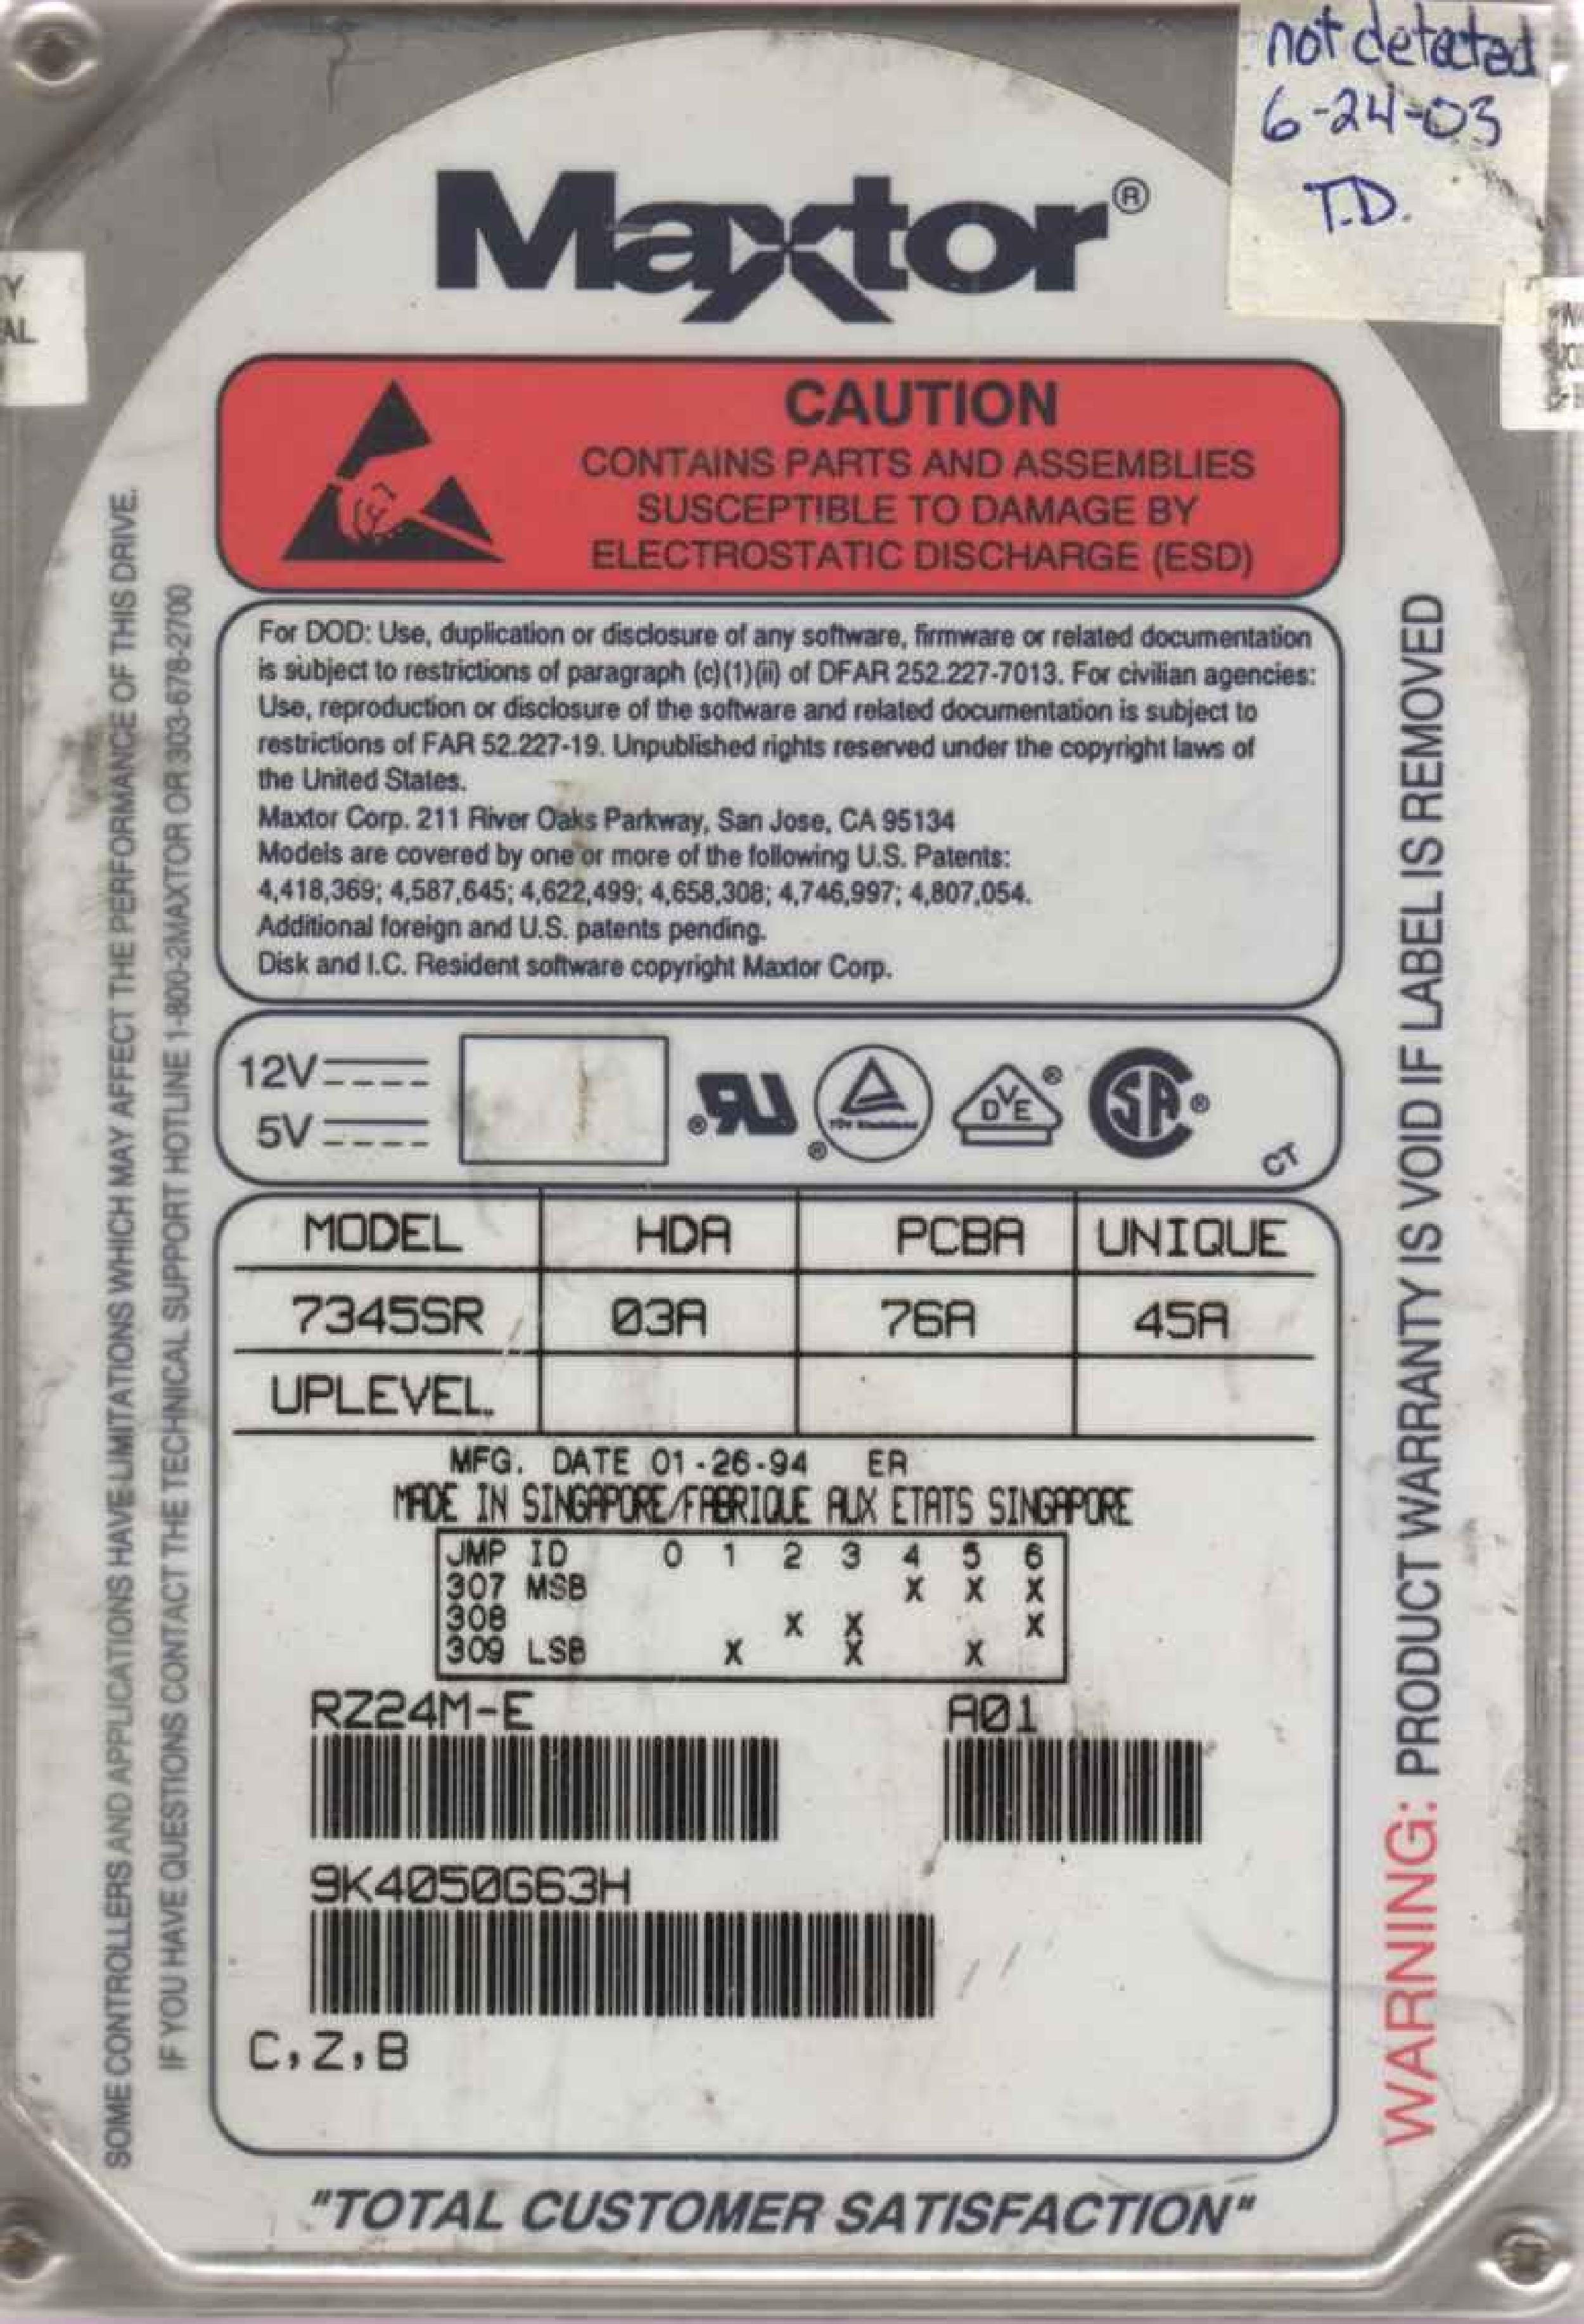 not detected
6-24-03
T.D.
Maxtor®
CAUTION
CONTAINS PARTS AND ASSEMBLIES
SUSCEPTIBLE TO DAMAGE BY
ELECTROSTATIC DISCHARGE (ESD)
For DOD: Use, duplication or disclosure of any software, firmware or related documentation
is subject to restrictions of paragraph (c)(1)(ii) of DFAR 252.227-7013. For civilian agencies:
Use, reproduction or disclosure of the software and related documentation is subject to
restrictions of FAR 52.227-19. Unpublished rights reserved under the copyright laws of
the United States.
Maxtor Corp. 211 River Oaks Parkway, San Jose, CA 95134
Models are covered by one or more of the following U.S. Patents:
4,418,369; 4,587,645; 4,622,499; 4,658,308; 4,746,997; 4,807,054.
Additional foreign and U.S. patents pending.
Disk and I.C. Resident software copyright Maxtor Corp.
12V
5V
® RU ® ® DVE SA ® CT
MODEL HDA PCBA UNIQUE
7345SR 03A 76A 45A
UPLEVEL.
MFG. DATE 01-26-94 ER
MADE IN SINGAPORE/FABRIQUE AUX ETATS SINGAPORE
JMP ID 0 1 2 3 4 5 6
307 MSB X X X
308 X X X
309 LSB X X X
RZ24M-E A01
9K4050G63H
C,Z,B
"TOTAL CUSTOMER SATISFACTION"
SOME CONTROLLERS AND APPLICATIONS HAVE LIMITATIONS WHICH MAY AFFECT THE PERFORMANCE OF THIS DRIVE.
IF YOU HAVE QUESTIONS CONTACT THE TECHNICAL SUPPORT HOTLINE 1-800-2MAXTOR OR 303-678-2700
WARNING: PRODUCT WARRANTY IS VOID IF LABEL IS REMOVED